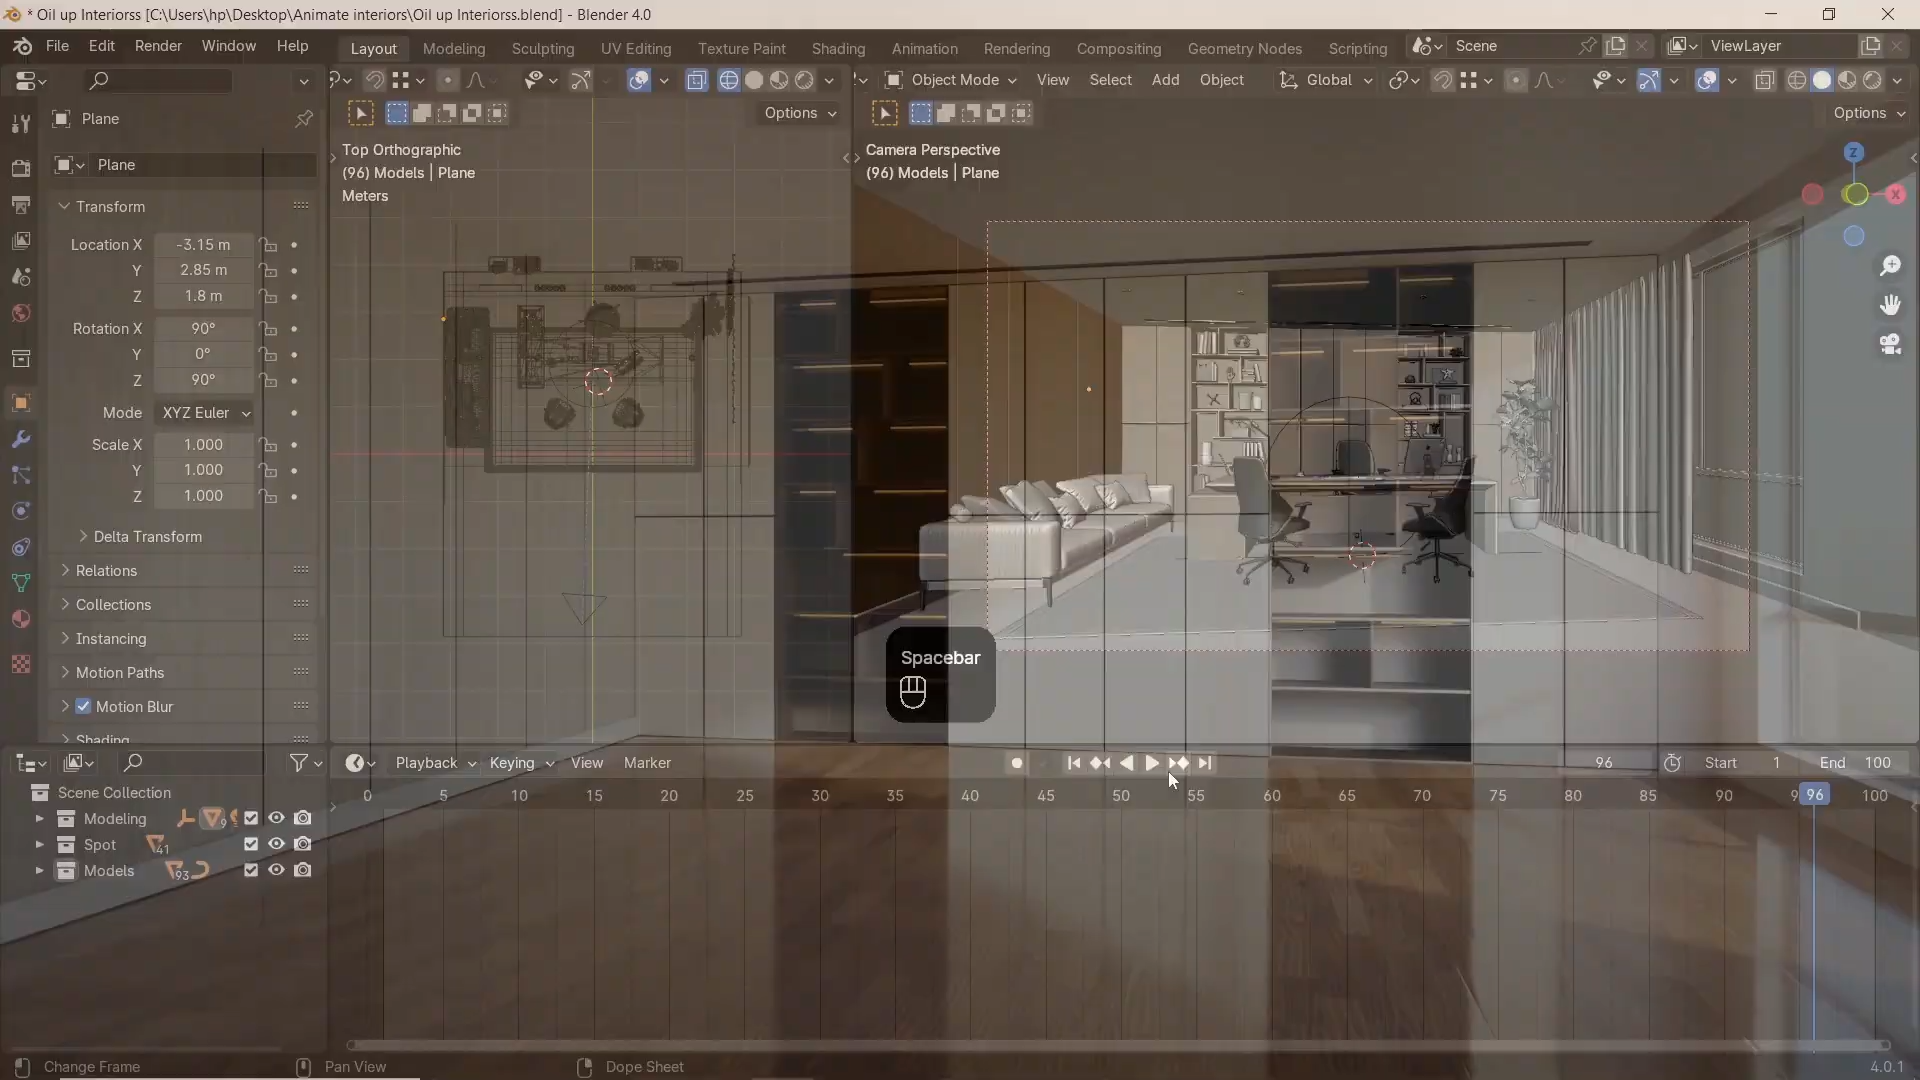 * Oil up Interiorss [C:\Users\hp\Desktop\Animate interiors\Oil up Interiorss.blend] - Blender 4.0
File Edit Render Window Help
Layout Modeling Sculpting UV Editing Texture Paint Shading Animation Rendering Compositing Geometry Nodes Scripting
Scene ViewLayer
Object Mode View Select Add Object Global
Options
Options
Plane
Plane
Transform
Location X -3.15 m
Y 2.85 m
Z 1.8 m
Rotation X 90°
Y 0°
Z 90°
Mode XYZ Euler
Scale X 1.000
Y 1.000
Z 1.000
Delta Transform
Relations
Collections
Instancing
Motion Paths
Motion Blur
Shading
Top Orthographic
(96) Models | Plane
Meters
Camera Perspective
(96) Models | Plane
Z
X
Spacebar
Playback Keying View Marker
96 Start 1 End 100
0 5 10 15 20 25 30 35 40 45 50 55 60 65 70 75 80 85 90 96 100
Scene Collection
Modeling 9
Spot 41
Models 93
Change Frame Pan View Dope Sheet
4.0.1